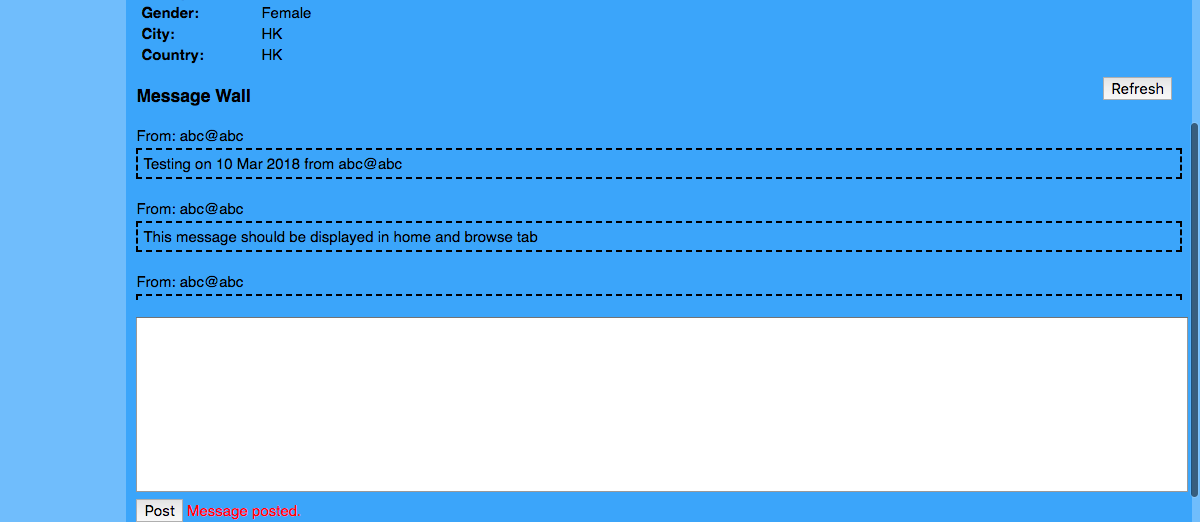 Gender: Female
City: HK
Country: HK
Message Wall
Refresh
From: abc@abc
Testing on 10 Mar 2018 from abc@abc
From: abc@abc
This message should be displayed in home and browse tab
From: abc@abc
Post Message posted.